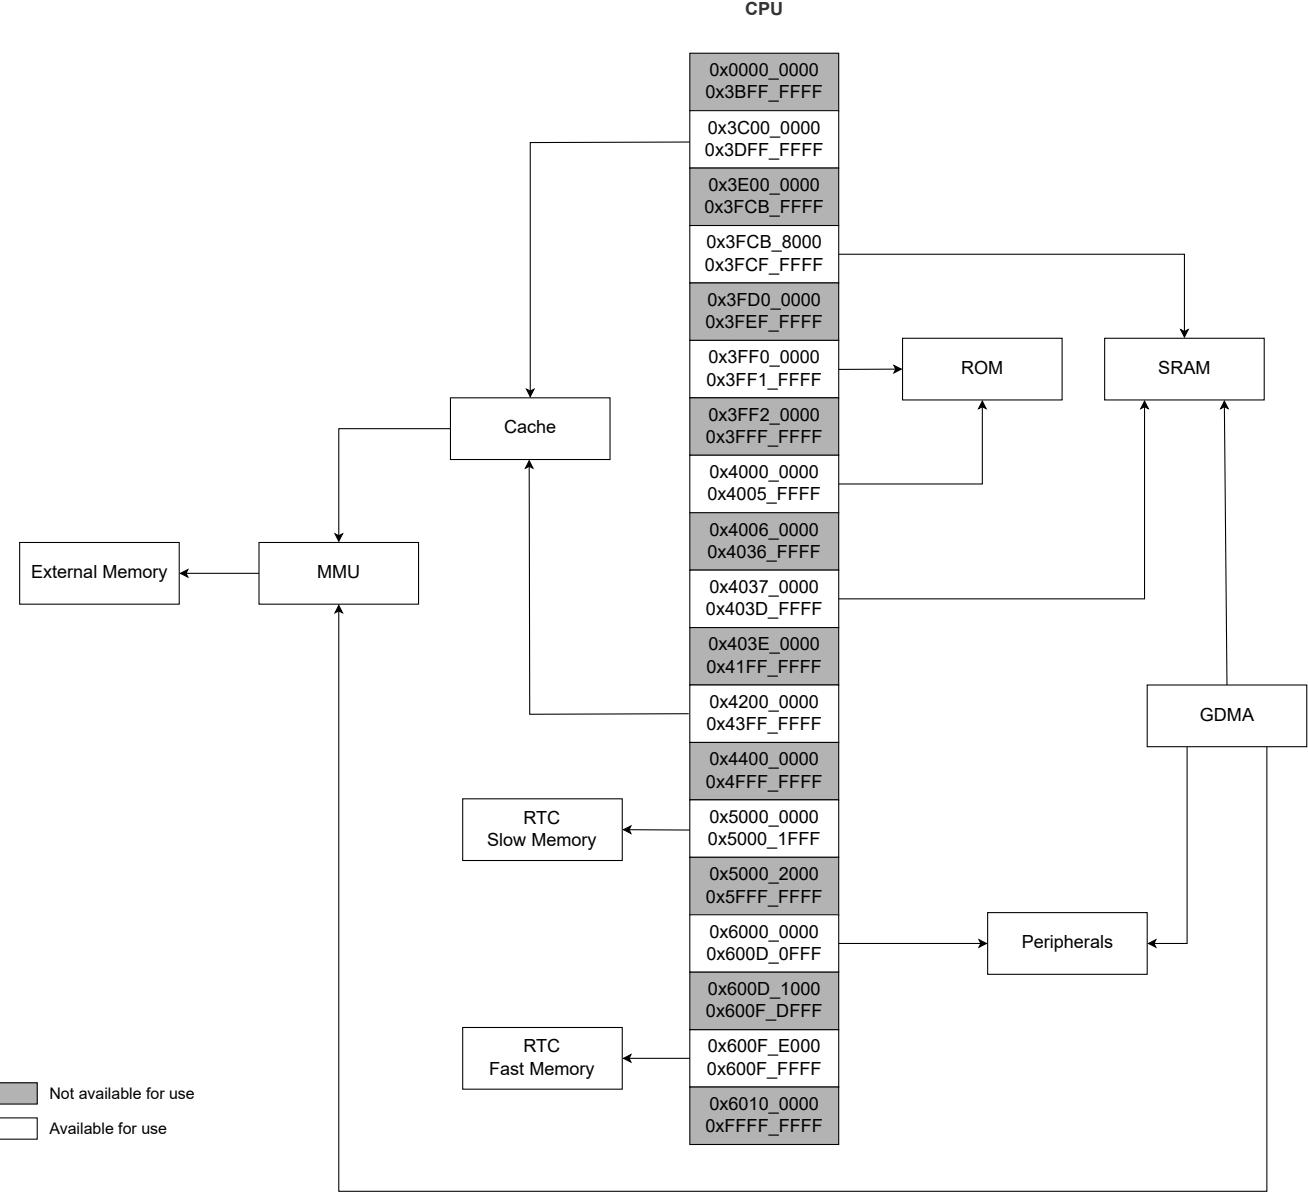 CPU
0x0000_0000
0x3BFF_FFFF
0x3C00_0000
0x3DFF_FFFF
0x3E00_0000
0x3FCB_FFFF
0x3FCB_8000
0x3FCF_FFFF
0x3FD0_0000
0x3FEF_FFFF
0x3FF0_0000
0x3FF1_FFFF
ROM
SRAM
0x3FF2_0000
0x3FFF_FFFF
Cache
0x4000_0000
0x4005_FFFF
0x4006_0000
0x4036_FFFF
External Memory
MMU
0x4037_0000
0x403D_FFFF
0x403E_0000
0x41FF_FFFF
0x4200_0000
0x43FF_FFFF
GDMA
0x4400_0000
0x4FFF_FFFF
RTC
Slow Memory
0x5000_0000
0x5000_1FFF
0x5000_2000
0x5FFF_FFFF
0x6000_0000
0x600D_0FFF
Peripherals
0x600D_1000
0x600F_DFFF
RTC
Fast Memory
0x600F_E000
0x600F_FFFF
0x6010_0000
0xFFFF_FFFF
Not available for use
Available for use